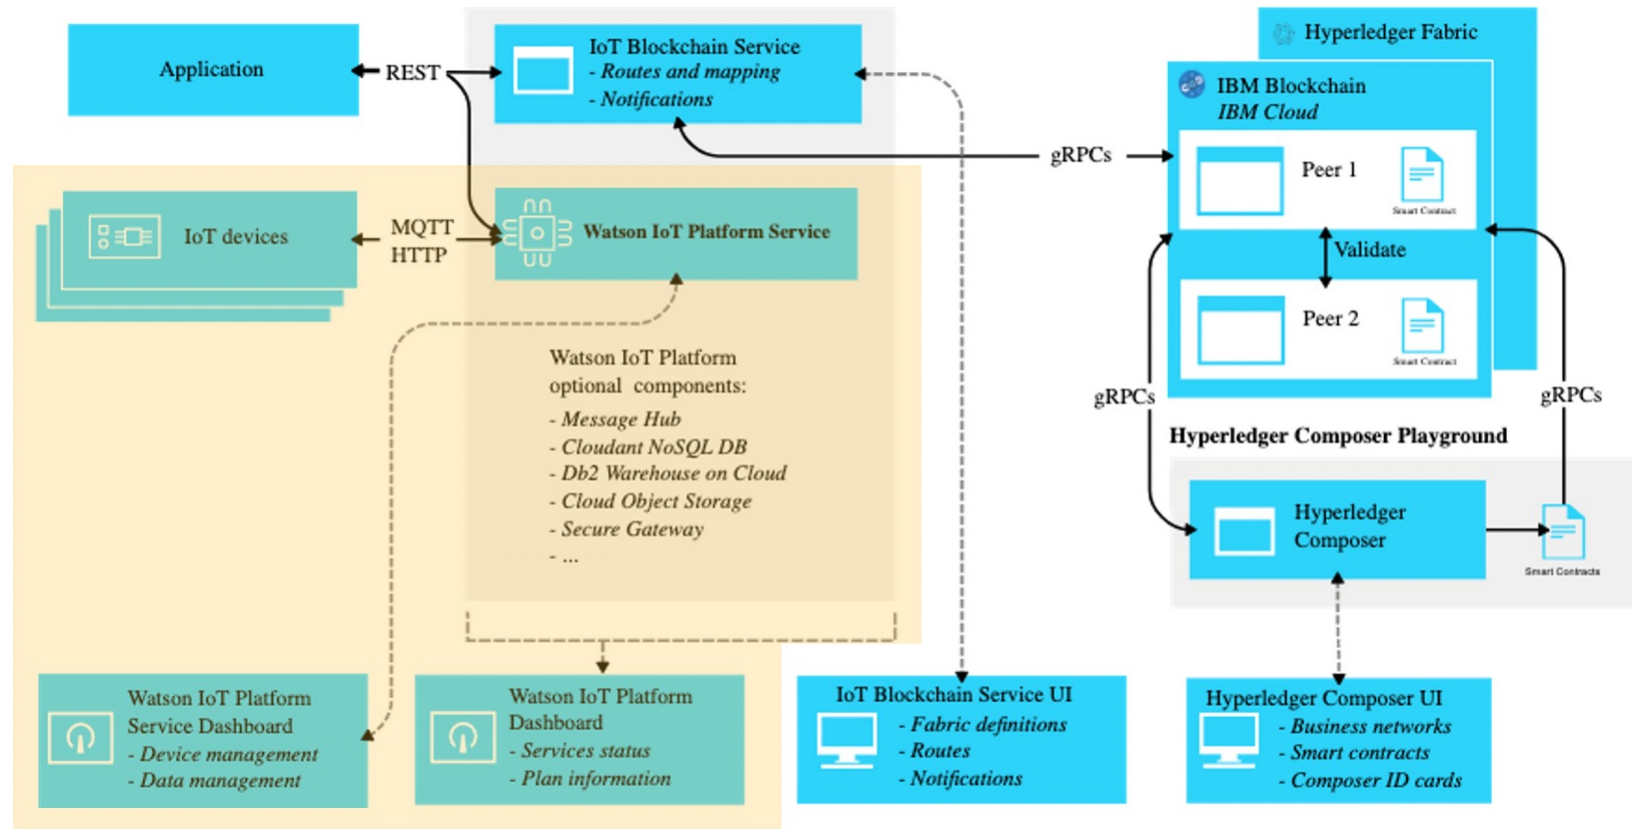 Application
REST
IoT Blockchain Service
- Routes and mapping
- Notifications
Hyperledger Fabric
IBM Blockchain
IBM Cloud
gRPCs
Peer 1
Smart Contract
Validate
Peer 2
Smart Contract
IoT devices
MQTT
HTTP
Watson IoT Platform Service
Watson IoT Platform
optional components:
- Message Hub
- Cloudant NoSQL DB
- Db2 Warehouse on Cloud
- Cloud Object Storage
- Secure Gateway
- ...
gRPCs
gRPCs
Hyperledger Composer Playground
Hyperledger
Composer
Smart Contracts
Watson IoT Platform
Service Dashboard
- Device management
- Data management
Watson IoT Platform
Dashboard
- Services status
- Plan information
IoT Blockchain Service UI
- Fabric definitions
- Routes
- Notifications
Hyperledger Composer UI
- Business networks
- Smart contracts
- Composer ID cards